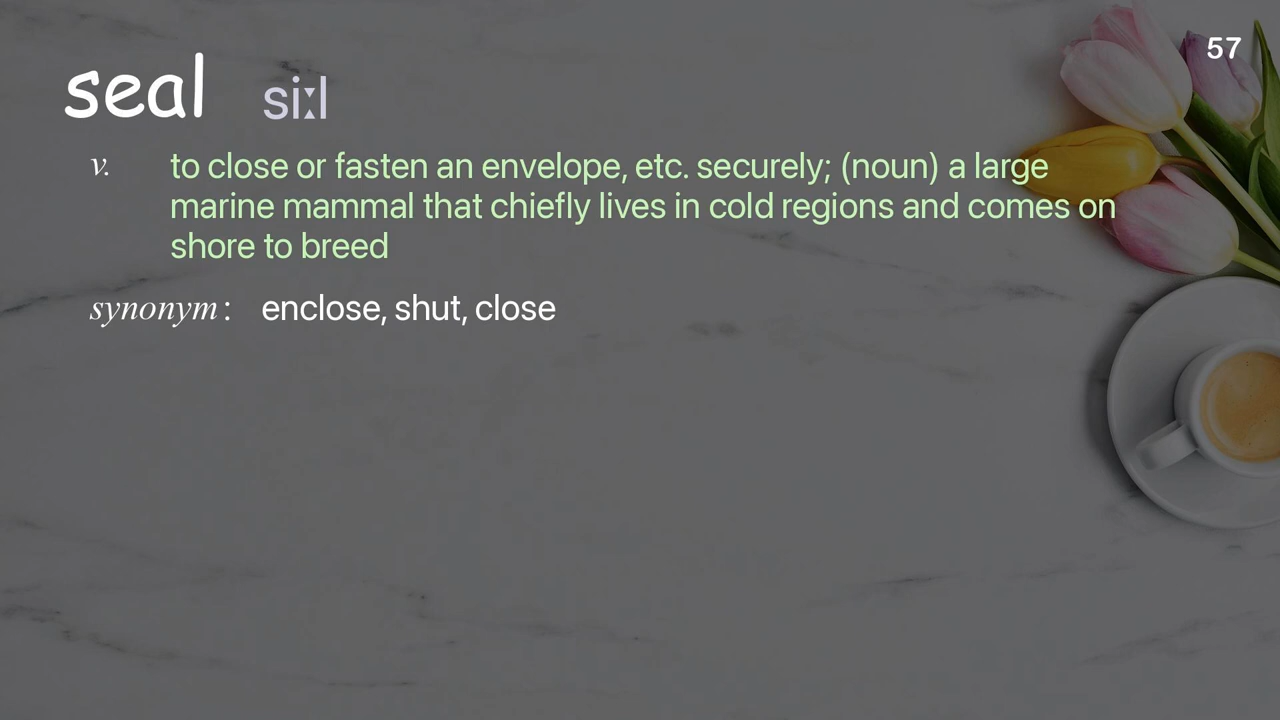 57
seal siːl
v. to close or fasten an envelope, etc. securely; (noun) a large
marine mammal that chiefly lives in cold regions and comes on
shore to breed
synonym: enclose, shut, close